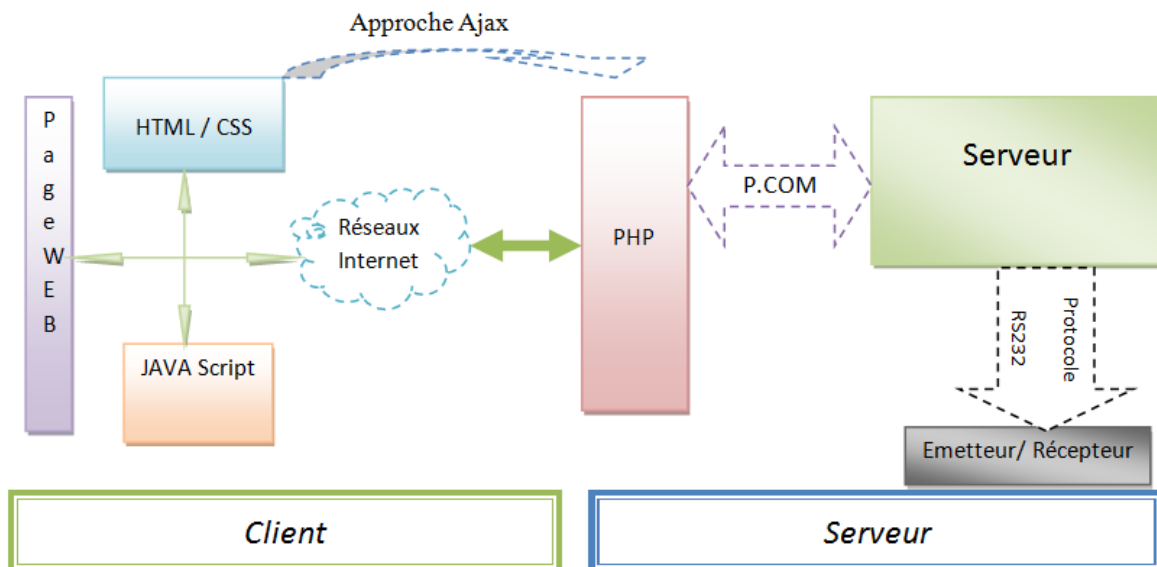 Approche Ajax
P
a
g
e
W
E
B
HTML / CSS
Réseaux
Internet
JAVA Script
PHP
P.COM
Serveur
Protocole
RS232
Emetteur/ Récepteur
Client
Serveur